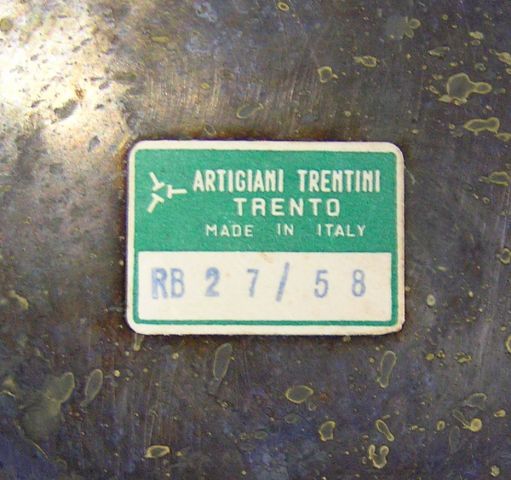 ARTIGIANI TRENTINI
TRENTO
MADE IN ITALY
RB 27/58